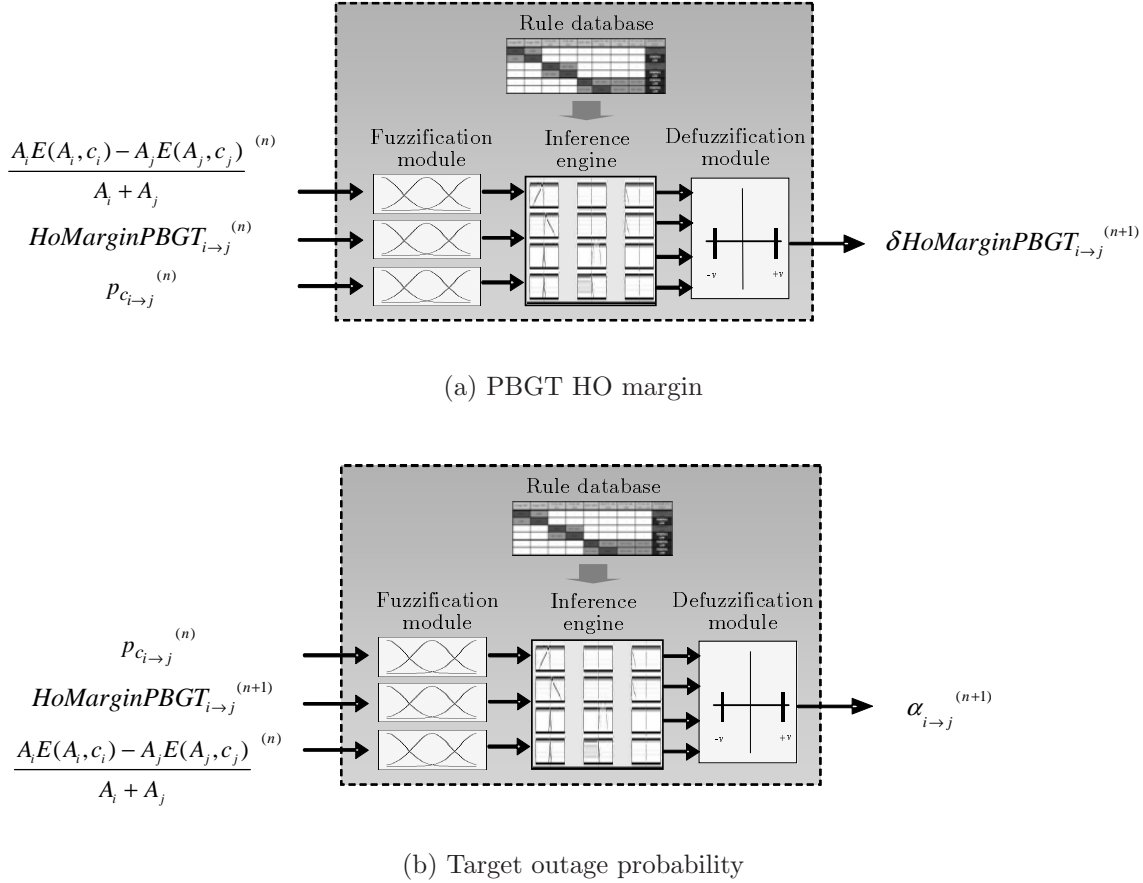 Rule database
Fuzzification module
Inference engine
Defuzzification module
\frac{A_i E(A_i, c_i) - A_j E(A_j, c_j)}{A_i + A_j}^{(n)}
HoMarginPBGT_{i→j}^{(n)}
p_{c_{i→j}}^{(n)}
-v +v
δHoMarginPBGT_{i→j}^{(n+1)}
(a) PBGT HO margin
Rule database
Fuzzification module
Inference engine
Defuzzification module
p_{c_{i→j}}^{(n)}
HoMarginPBGT_{i→j}^{(n+1)}
\frac{A_i E(A_i, c_i) - A_j E(A_j, c_j)}{A_i + A_j}^{(n)}
-v +v
α_{i→j}^{(n+1)}
(b) Target outage probability